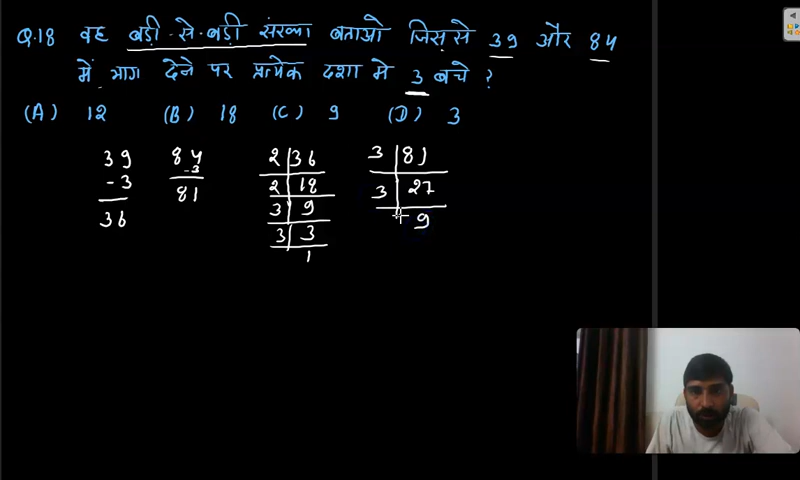 Q.18 वह बड़ी से बड़ी संख्या बताओ जिससे 39 और 84
में भाग देने पर प्रत्येक दशा मे 3 बचे ?
(A) 12 (B) 18 (C) 9 (D) 3
39 84 2 36 3 81
-3 -3 2 18 3 27
36 81 3 9 9
3 3
1